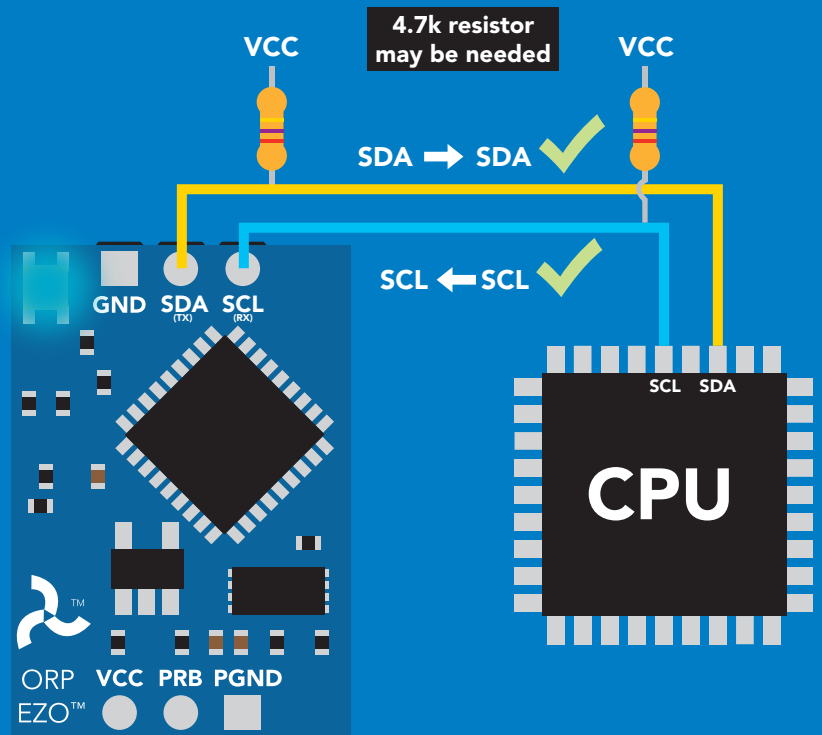 4.7k resistor
may be needed
VCC
VCC
SDA → SDA
SCL ← SCL
GND SDA SCL
(TX) (RX)
SCL SDA
CPU
TM
ORP VCC PRB PGND
EZO™